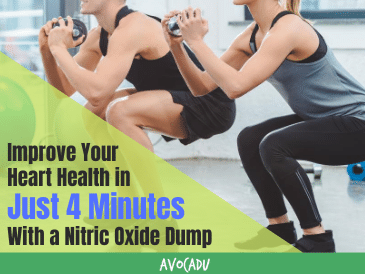 Improve Your
Heart Health in
Just 4 Minutes
With a Nitric Oxide Dump
AVOCADU